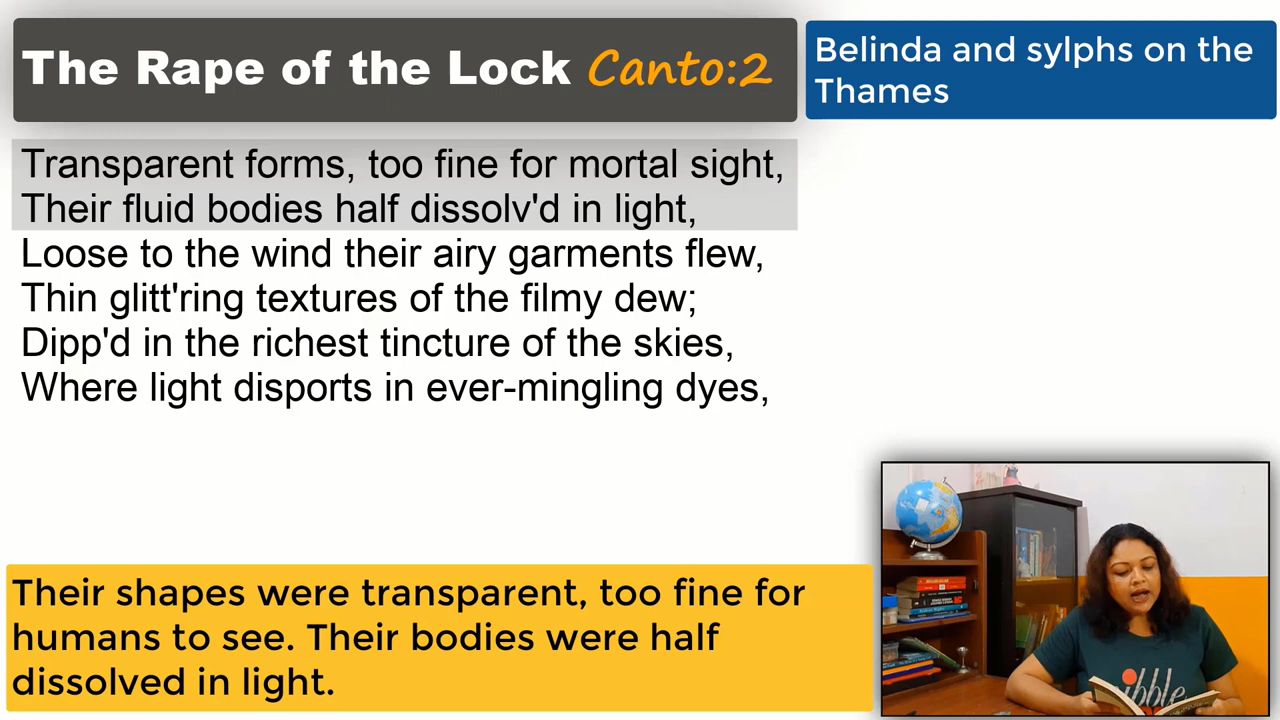 The Rape of the Lock Canto:2
Belinda and sylphs on the
Thames
Transparent forms, too fine for mortal sight,
Their fluid bodies half dissolv'd in light,
Loose to the wind their airy garments flew,
Thin glitt'ring textures of the filmy dew;
Dipp'd in the richest tincture of the skies,
Where light disports in ever-mingling dyes,
Their shapes were transparent, too fine for
humans to see. Their bodies were half
dissolved in light.